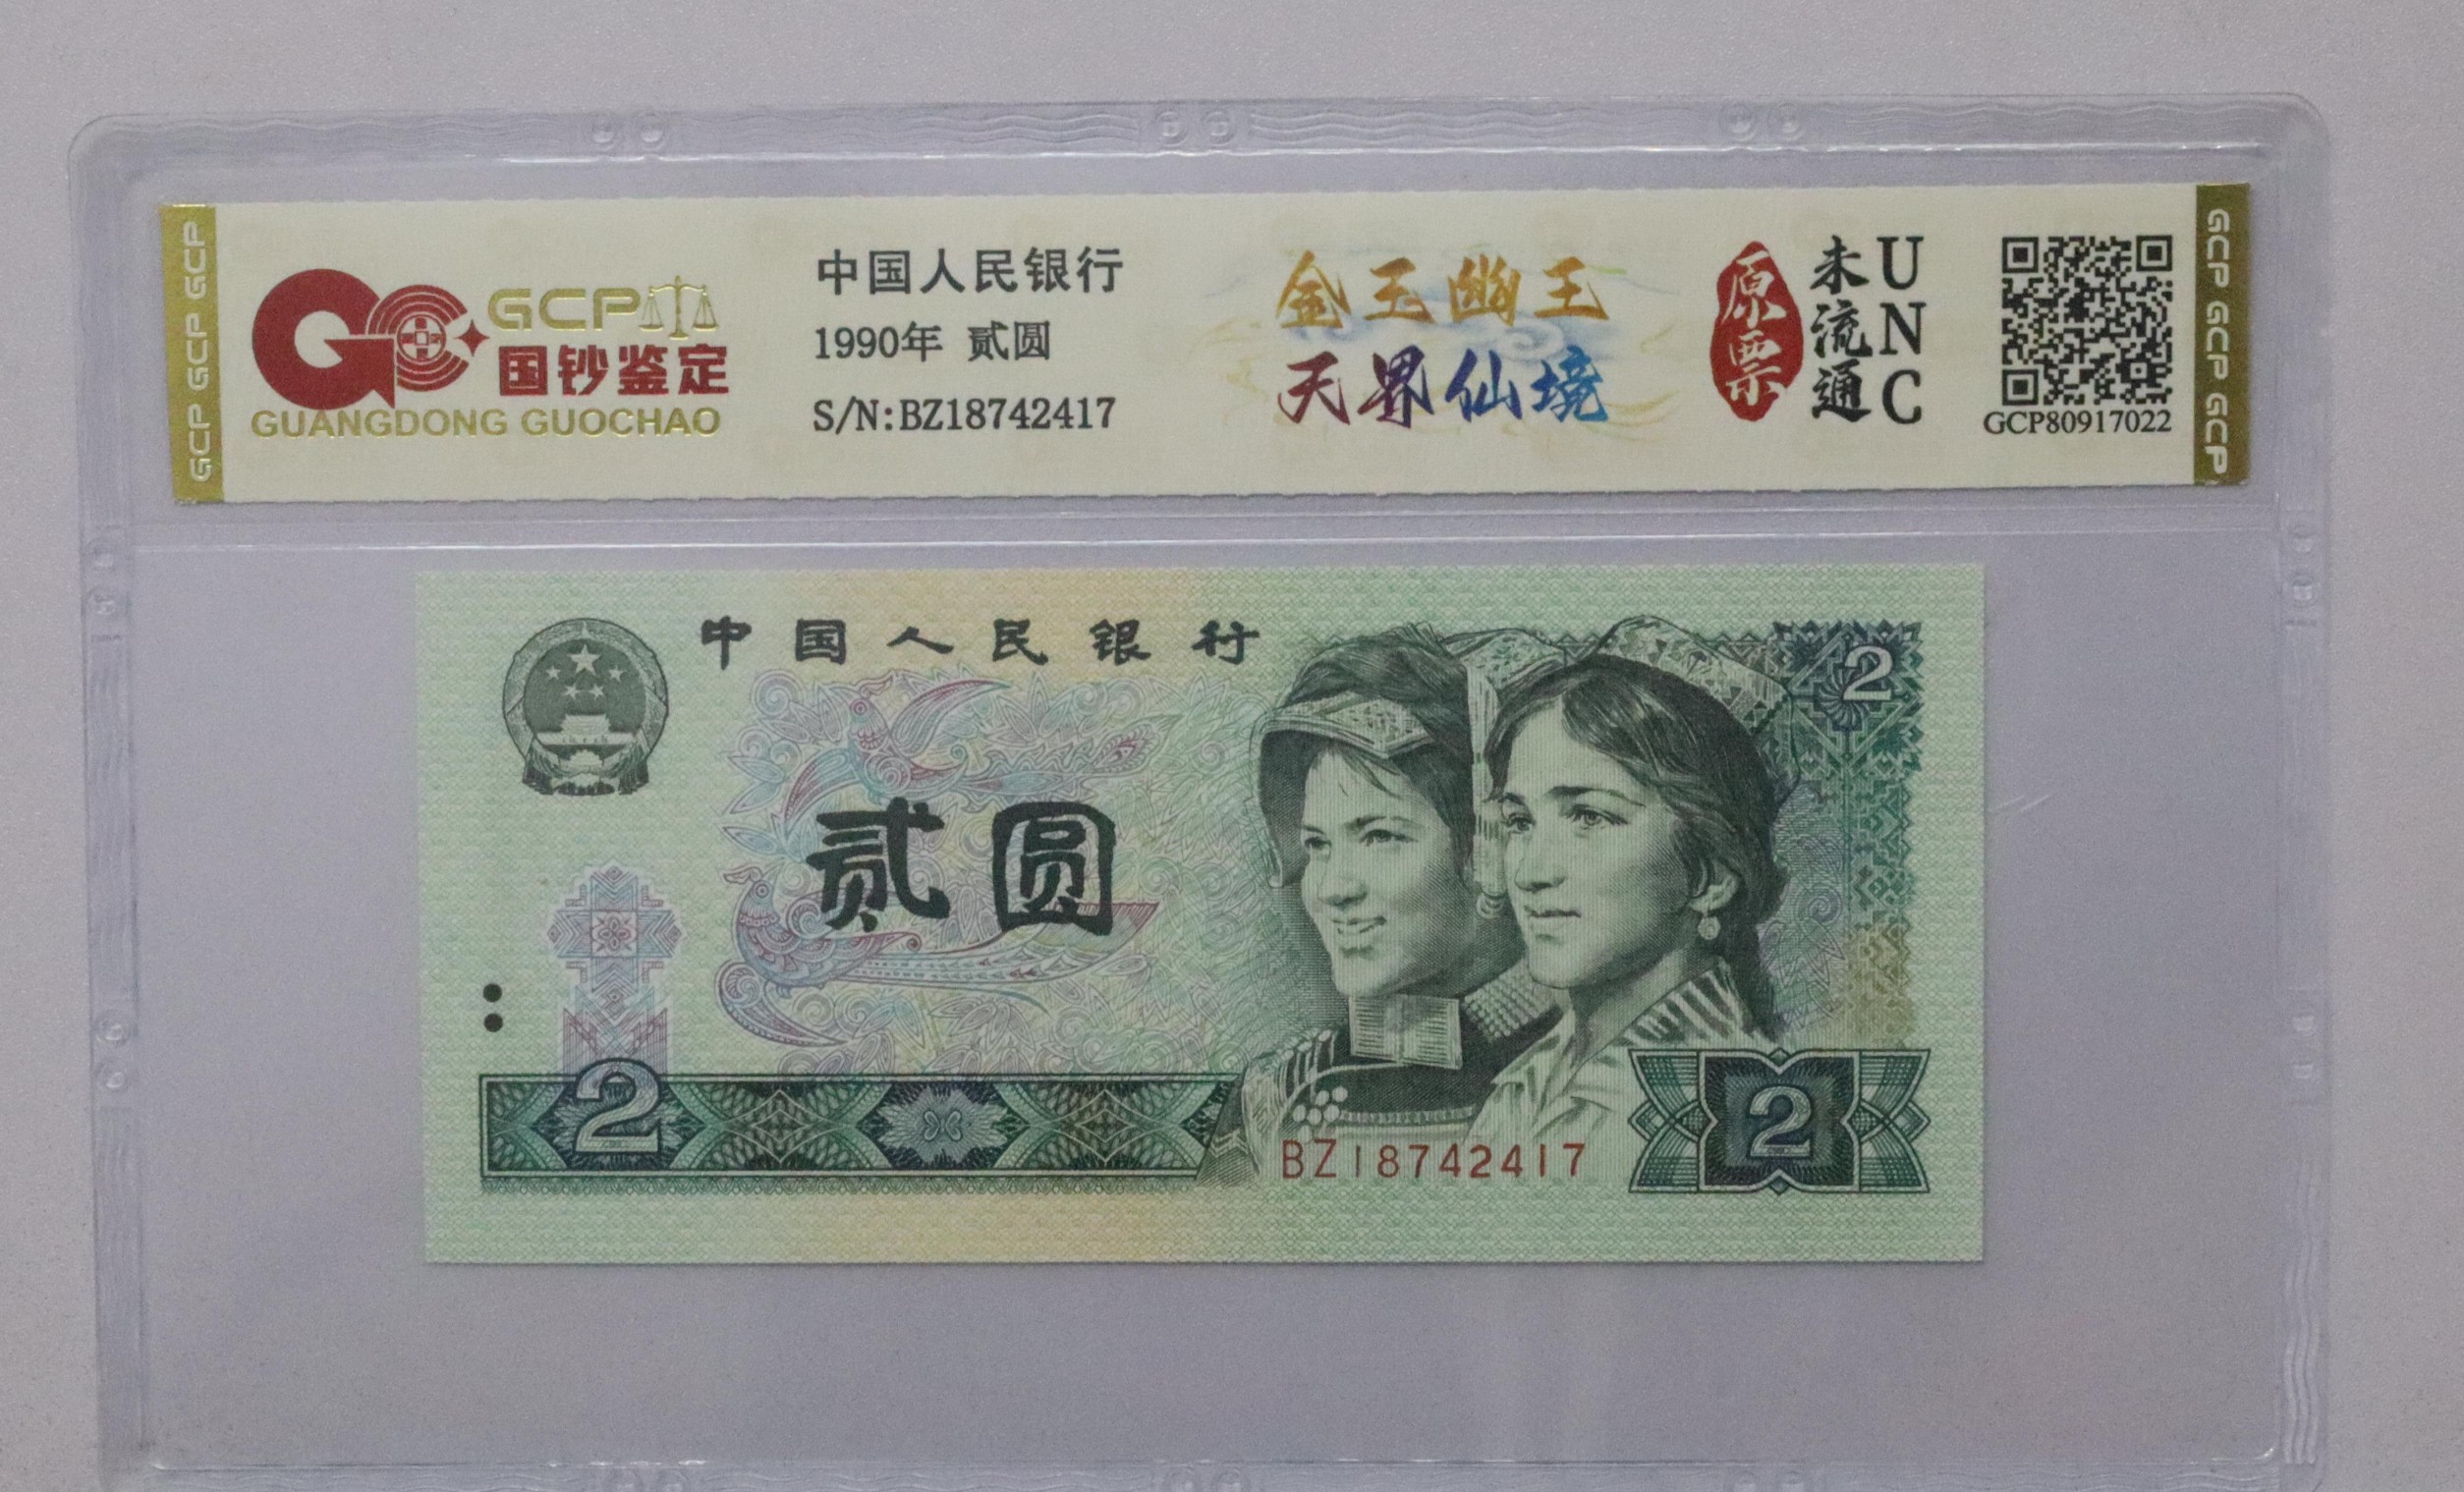 GCP GCP GCP
GCP
国钞鉴定
GUANGDONG GUOCHAO
中国人民银行
1990年 贰圆
S/N:BZ18742417
金玉幽王
天界仙境
原票
未流通
UNC
GCP80917022
GCP GCP GCP
中国人民银行
2
贰圆
2
BZ18742417
2